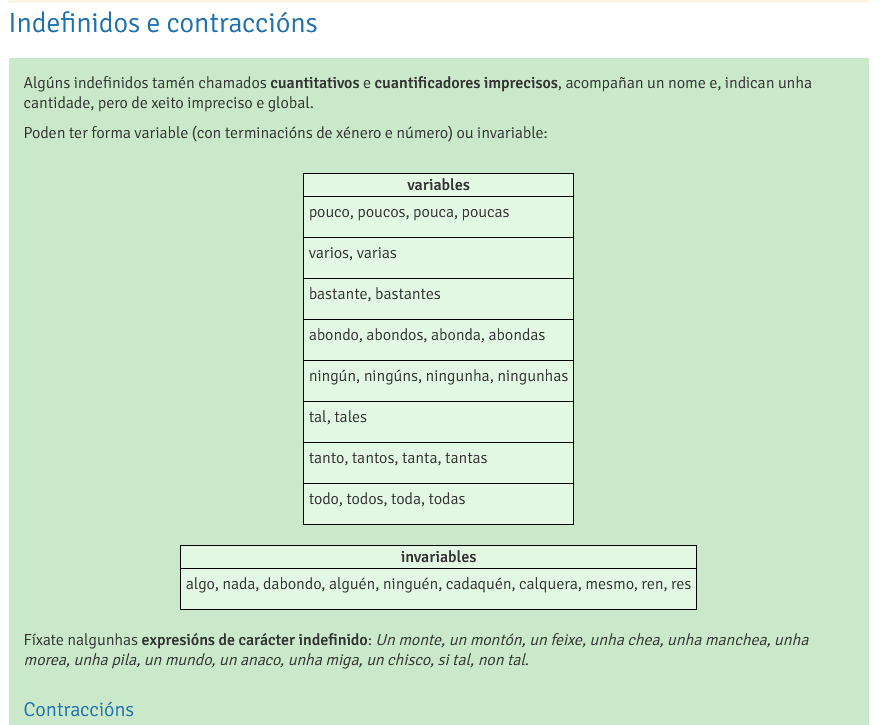 Indefinidos e contraccións
Algúns indefinidos tamén chamados cuantitativos e cuantificadores imprecisos, acompañan un nome e, indican unha
cantidade, pero de xeito impreciso e global.
Poden ter forma variable (con terminacións de xénero e número) ou invariable:
variables
pouco, poucos, pouca, poucas
varios, varias
bastante, bastantes
abondo, abondos, abonda, abondas
ningún, ningúns, ningunha, ningunhas
tal, tales
tanto, tantos, tanta, tantas
todo, todos, toda, todas
invariables
algo, nada, dabondo, alguén, ninguén, cadaquén, calquera, mesmo, ren, res
Fíxate nalgunhas expresións de carácter indefinido: Un monte, un montón, un feixe, unha chea, unha manchea, unha
morea, unha pila, un mundo, un anaco, unha miga, un chisco, si tal, non tal.
Contraccións